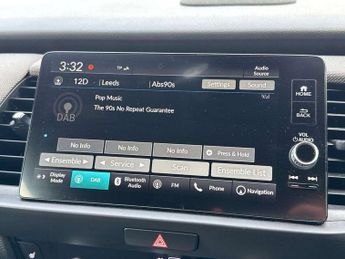 3:32 TP Audio Source
12D Leeds Abs90s Settings Sound
Pop Music
The 90s No Repeat Guarantee
DAB
HOME
BACK
VOL
AUDIO
No Info No Info No Info Press & Hold
Ensemble Service Scan Ensemble List
Display Mode DAB Bluetooth Audio FM Phone Navigation